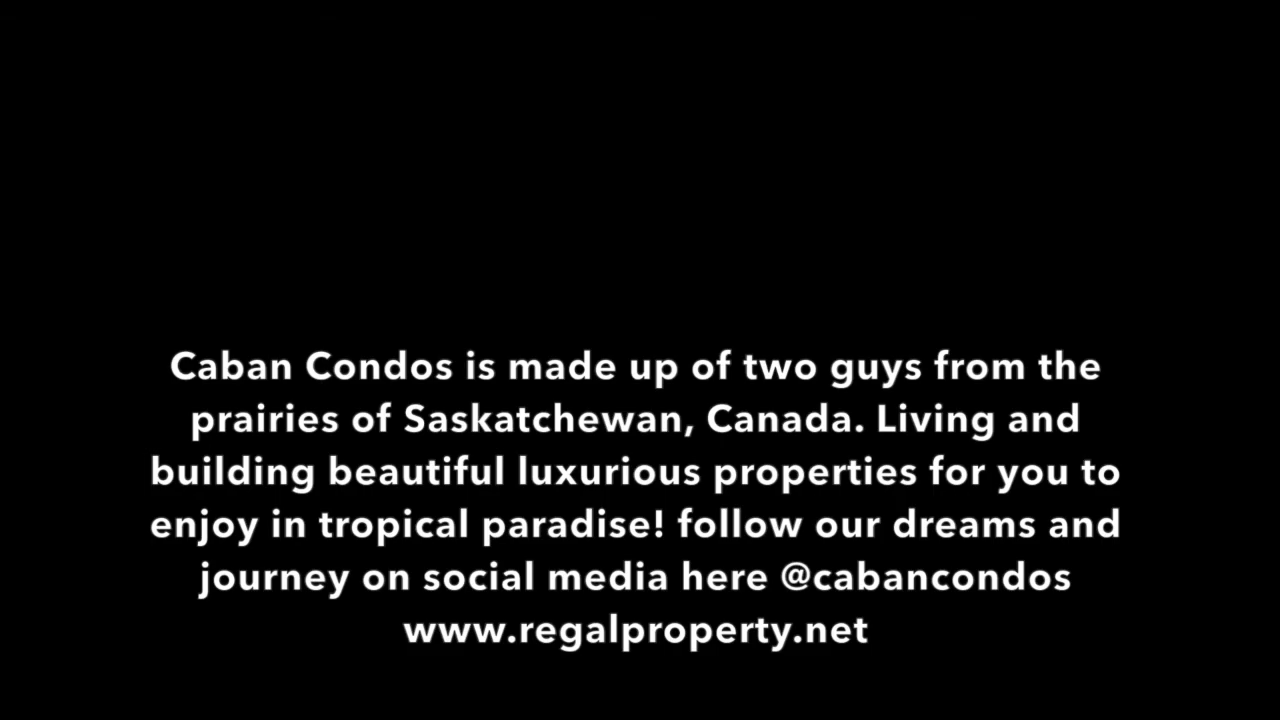 Caban Condos is made up of two guys from the
prairies of Saskatchewan, Canada. Living and
building beautiful luxurious properties for you to
enjoy in tropical paradise! follow our dreams and
journey on social media here @cabancondos
www.regalproperty.net